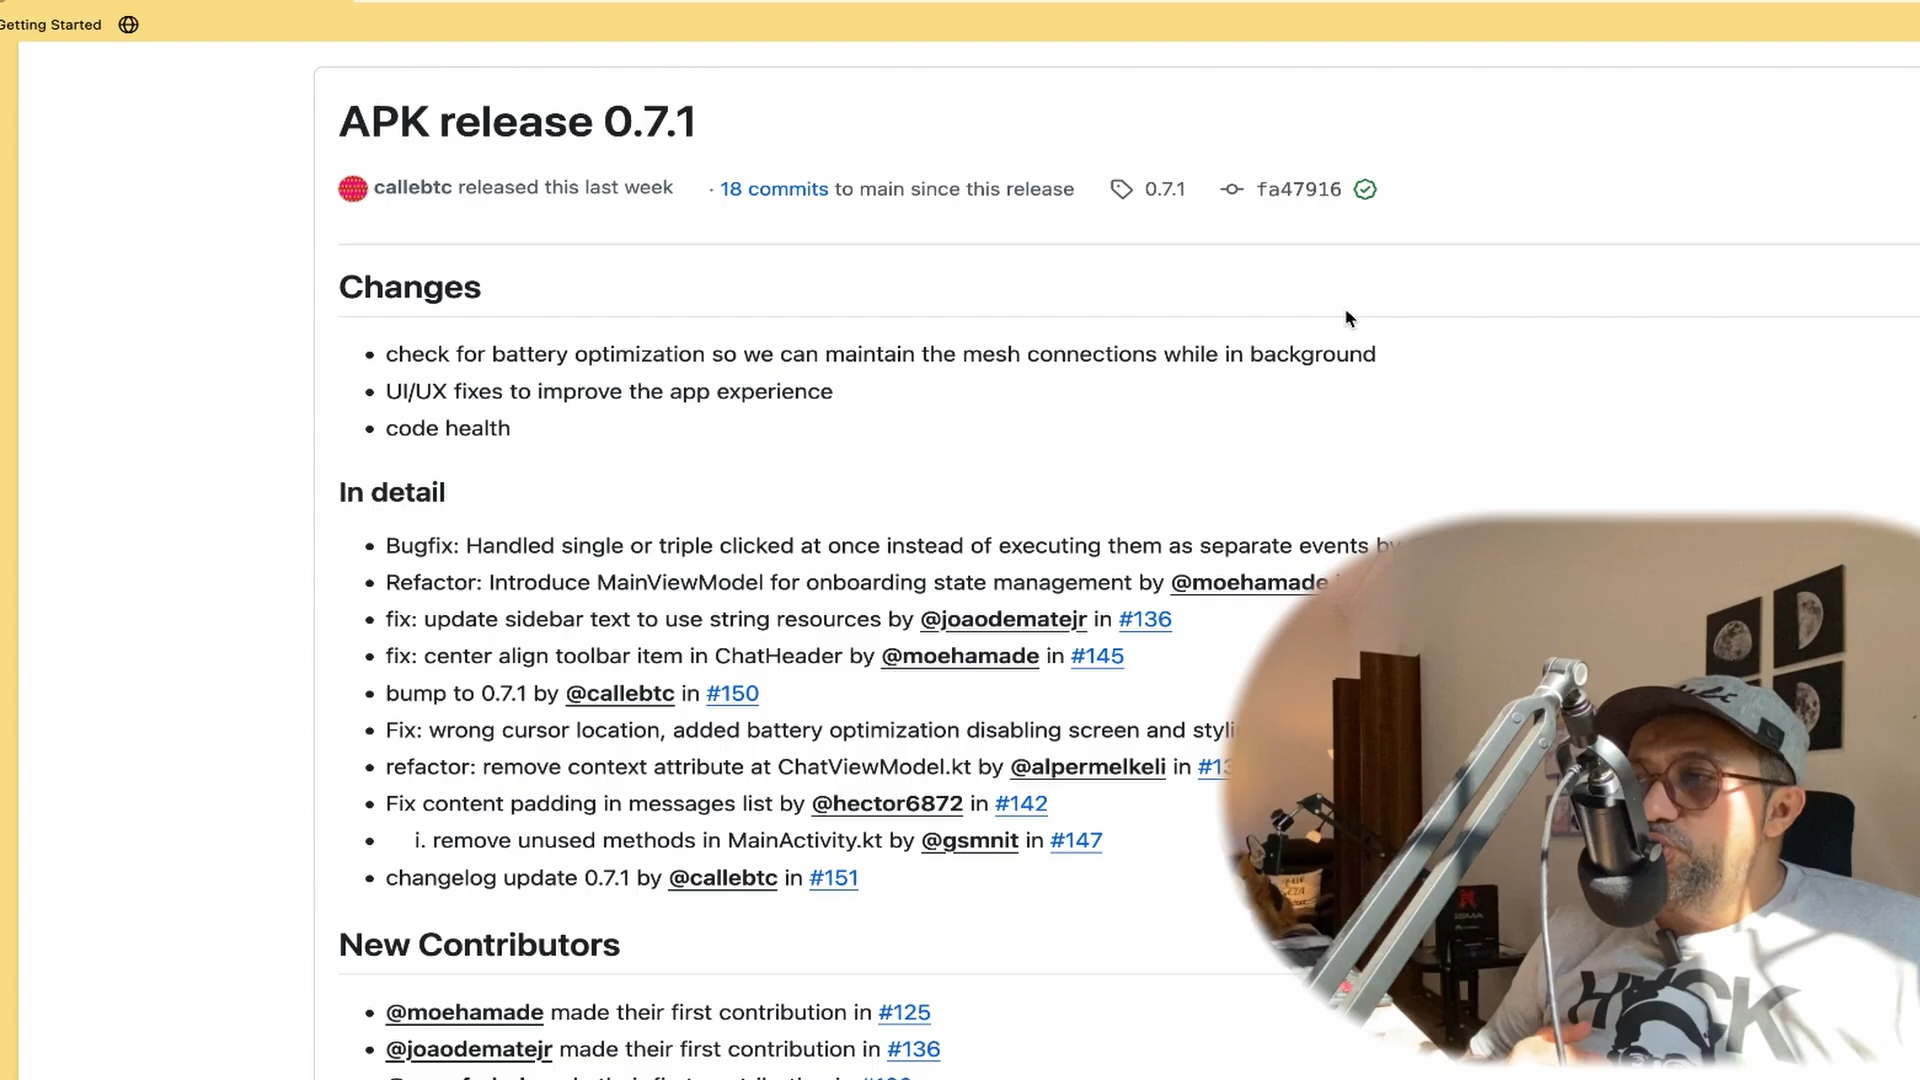 Getting Started
APK release 0.7.1
callebtc released this last week · 18 commits to main since this release 0.7.1 fa47916
Changes
• check for battery optimization so we can maintain the mesh connections while in background
• UI/UX fixes to improve the app experience
• code health
In detail
• Bugfix: Handled single or triple clicked at once instead of executing them as separate events by
• Refactor: Introduce MainViewModel for onboarding state management by @moehamade
• fix: update sidebar text to use string resources by @joaodematejr in #136
• fix: center align toolbar item in ChatHeader by @moehamade in #145
• bump to 0.7.1 by @callebtc in #150
• Fix: wrong cursor location, added battery optimization disabling screen and
• refactor: remove context attribute at ChatViewModel.kt by @alpermelkeli in
• Fix content padding in messages list by @hector6872 in #142
• i. remove unused methods in MainActivity.kt by @gsmnit in #147
• changelog update 0.7.1 by @callebtc in #151
New Contributors
• @moehamade made their first contribution in #125
• @joaodematejr made their first contribution in #136